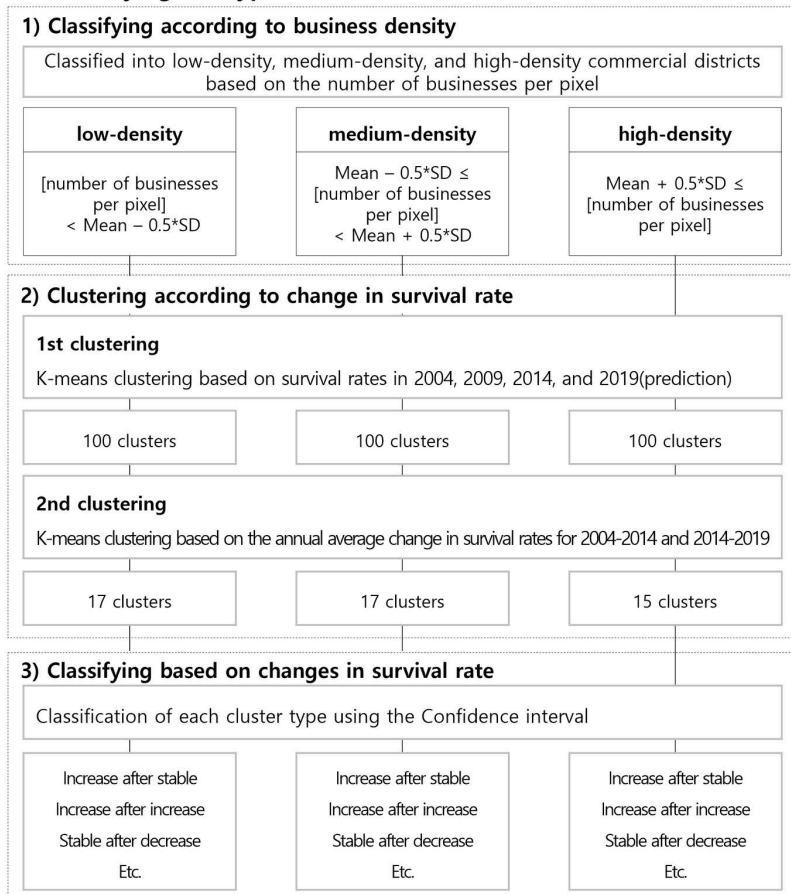 1) Classifying according to business density
Classified into low-density, medium-density, and high-density commercial districts
based on the number of businesses per pixel
low-density
[number of businesses
per pixel]
< Mean – 0.5*SD
medium-density
Mean – 0.5*SD ≤
[number of businesses
per pixel]
< Mean + 0.5*SD
high-density
Mean + 0.5*SD ≤
[number of businesses
per pixel]
2) Clustering according to change in survival rate
1st clustering
K-means clustering based on survival rates in 2004, 2009, 2014, and 2019(prediction)
100 clusters
100 clusters
100 clusters
2nd clustering
K-means clustering based on the annual average change in survival rates for 2004-2014 and 2014-2019
17 clusters
17 clusters
15 clusters
3) Classifying based on changes in survival rate
Classification of each cluster type using the Confidence interval
Increase after stable
Increase after increase
Stable after decrease
Etc.
Increase after stable
Increase after increase
Stable after decrease
Etc.
Increase after stable
Increase after increase
Stable after decrease
Etc.